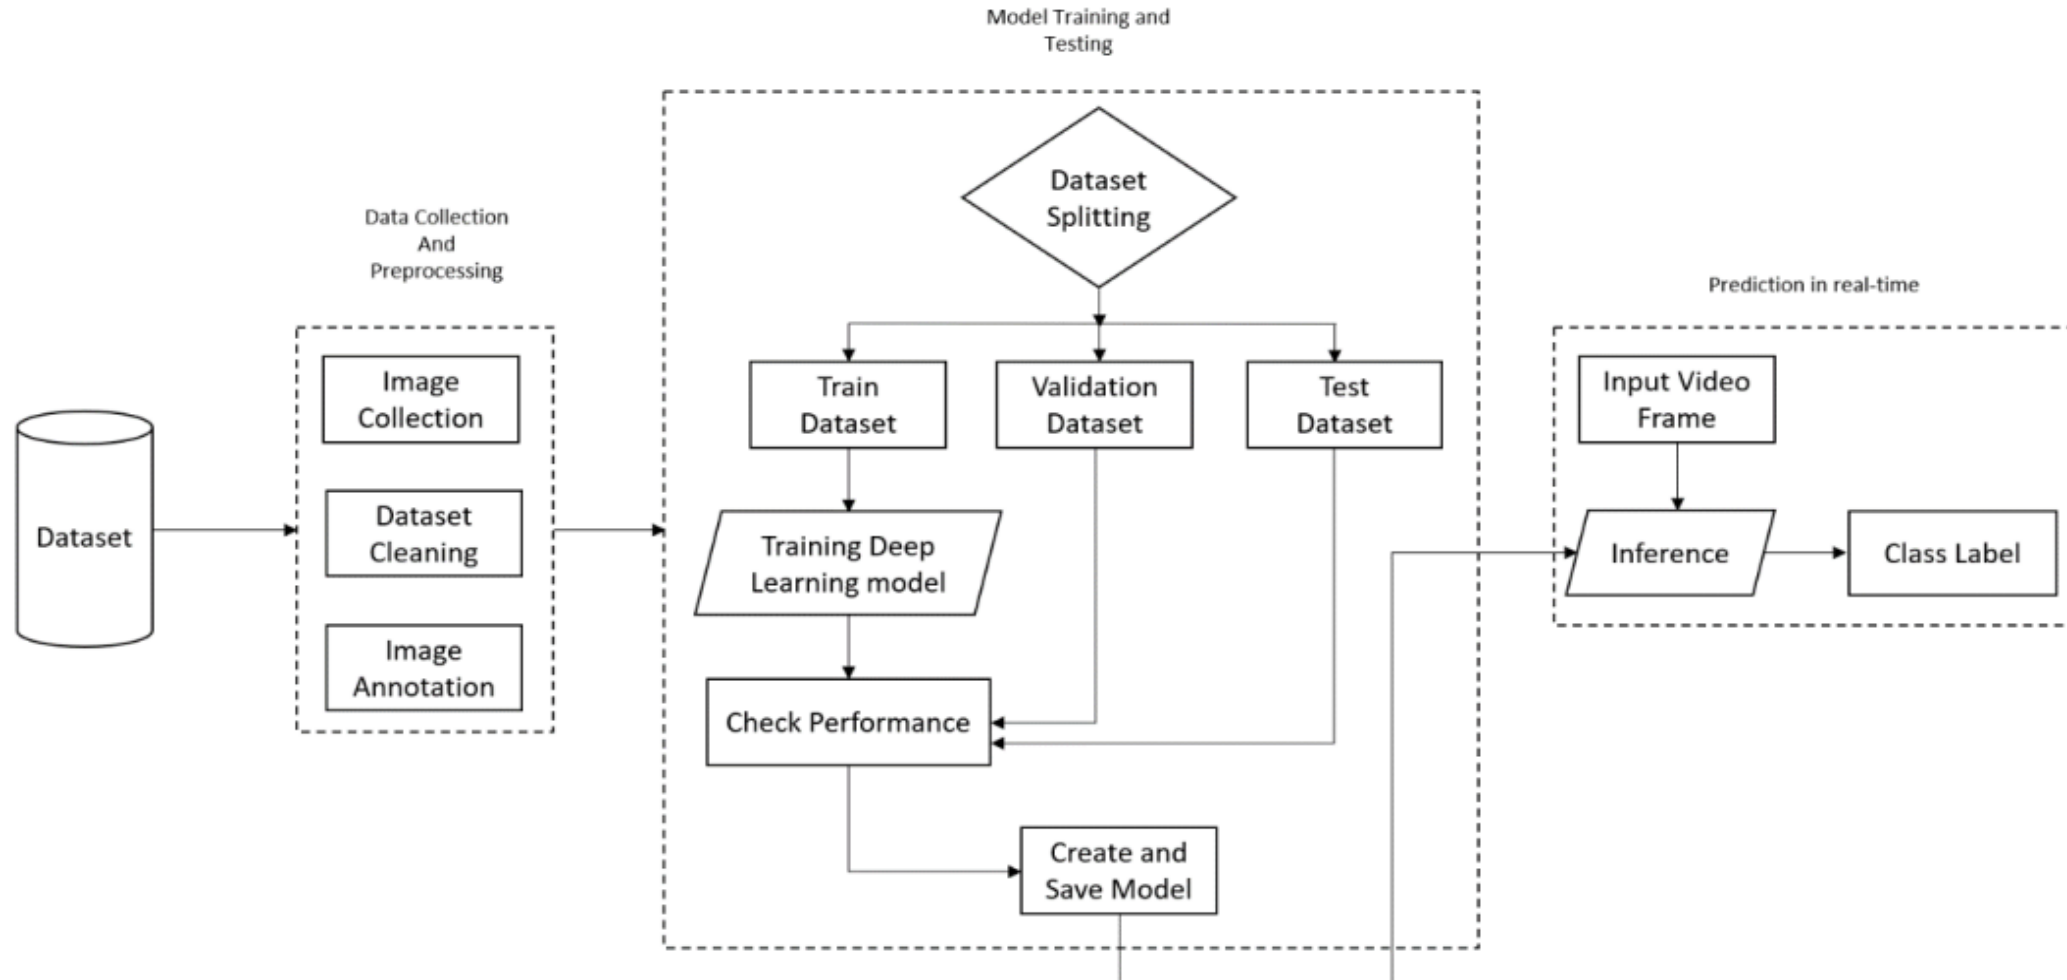 Model Training and
Testing
Data Collection
And
Preprocessing
Prediction in real-time
Dataset
Image
Collection
Dataset
Cleaning
Image
Annotation
Dataset
Splitting
Train
Dataset
Validation
Dataset
Test
Dataset
Training Deep
Learning model
Check Performance
Create and
Save Model
Input Video
Frame
Inference
Class Label